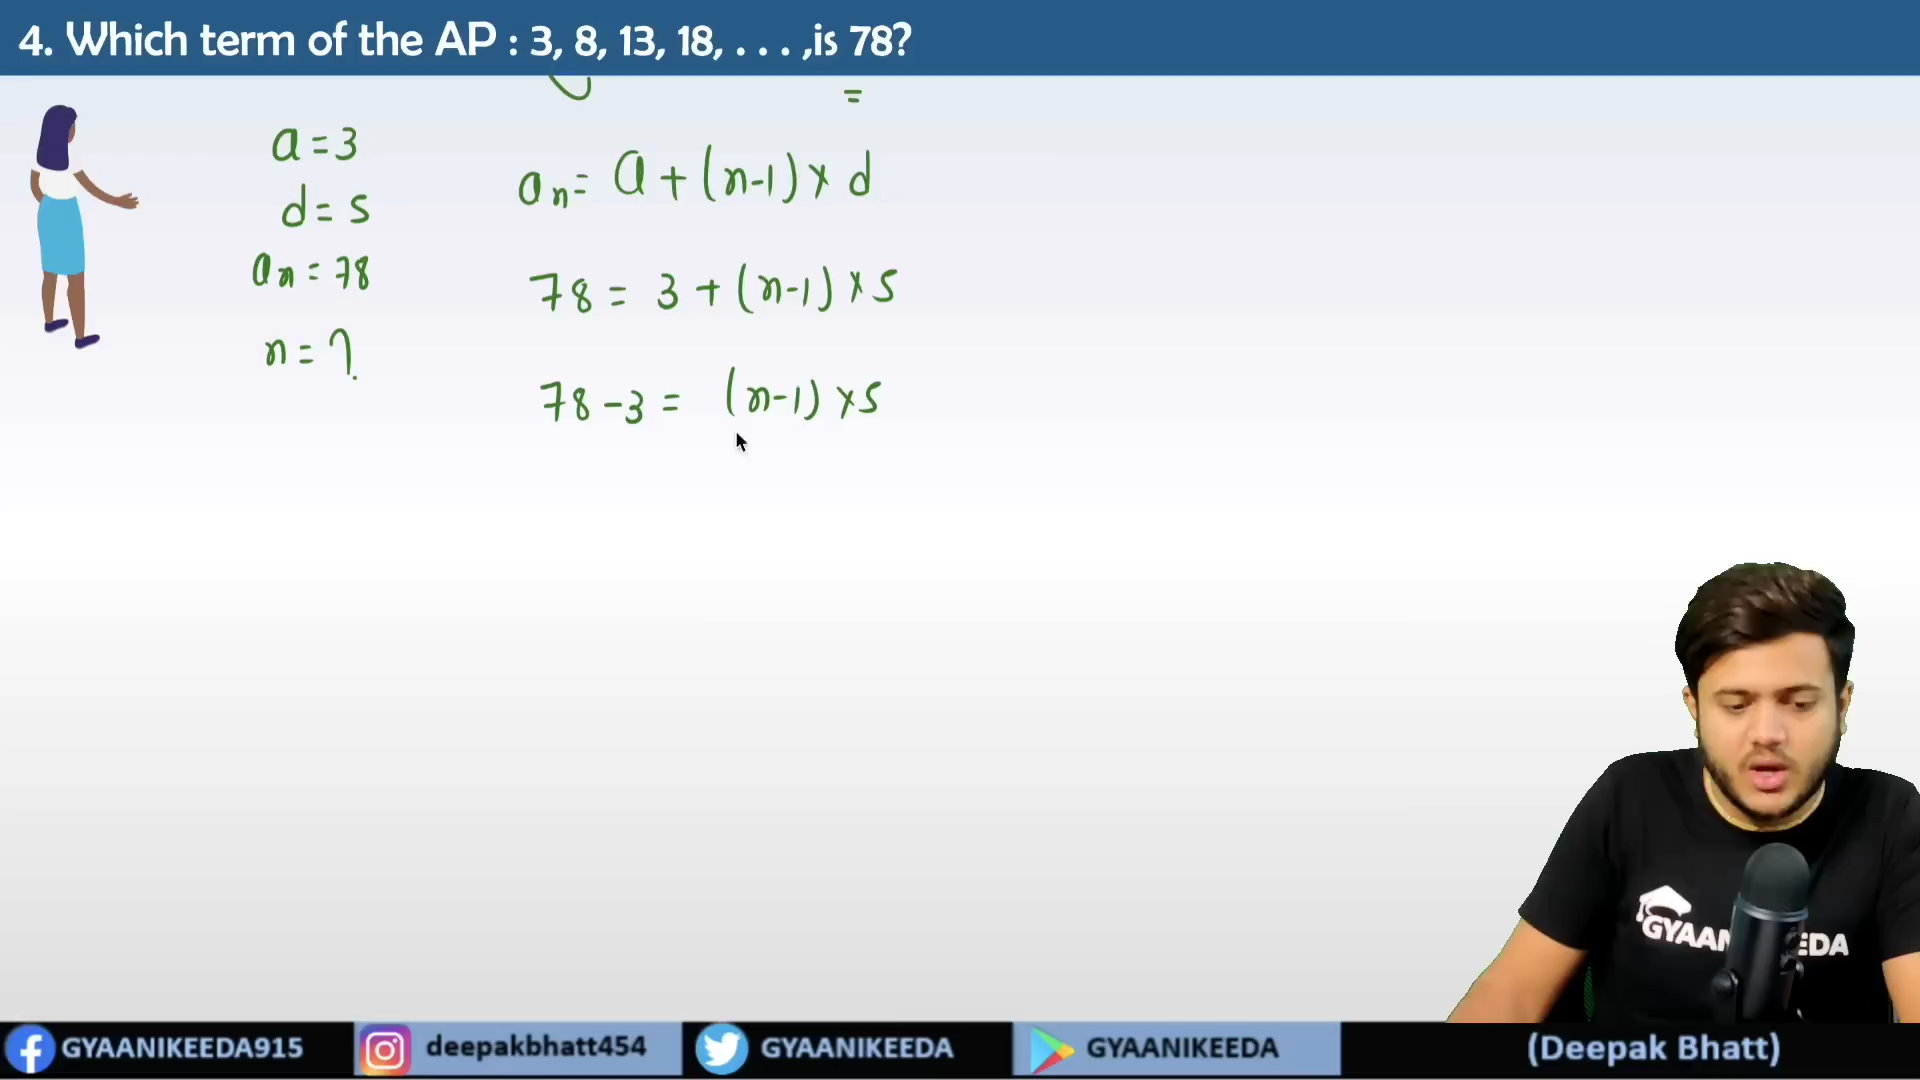 4. Which term of the AP : 3, 8, 13, 18, . . . ,is 78?
=
a = 3
an = a + (n-1) × d
d = 5
an = 78
78 = 3 + (n-1) × 5
n = ?
78 - 3 = (n-1) × 5
GYAANIKEEDA915
deepakbhatt454
GYAANIKEEDA
GYAANIKEEDA
(Deepak Bhatt)